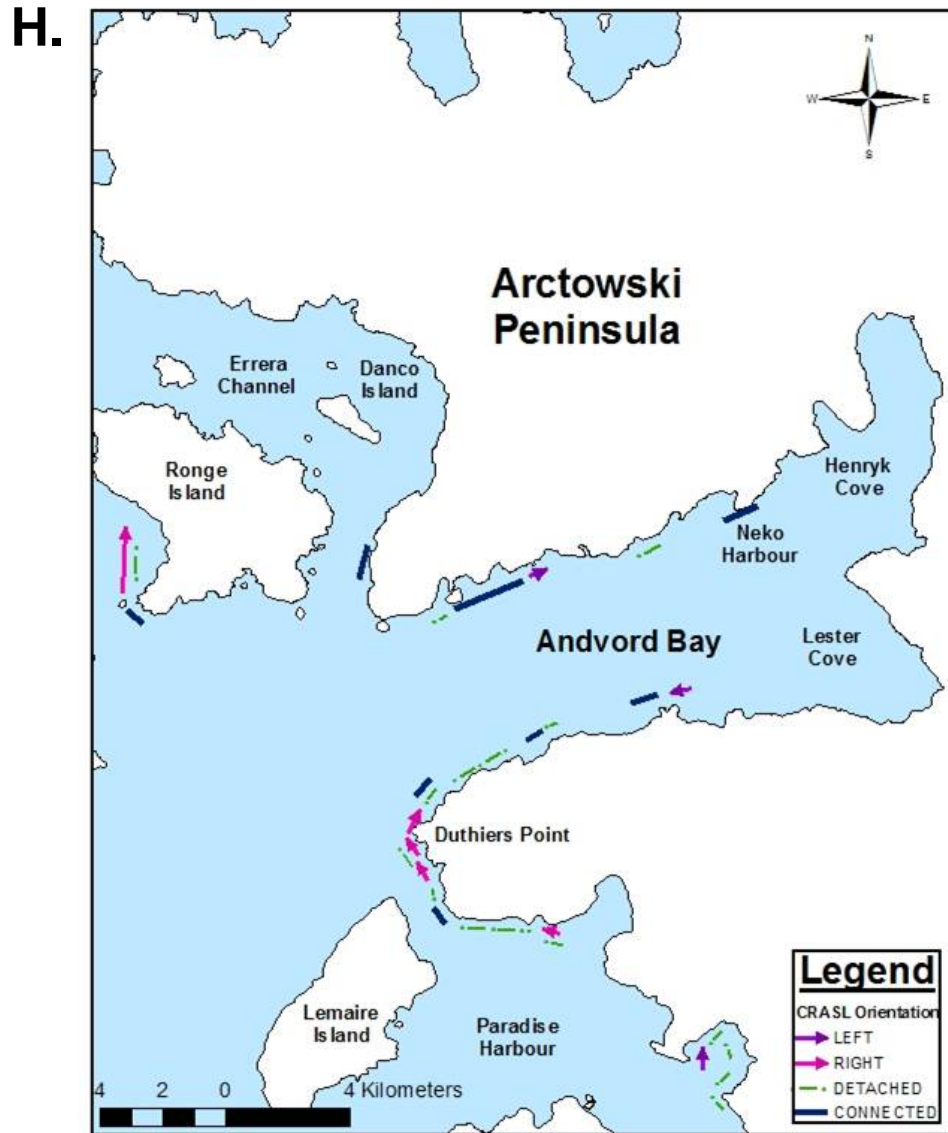 H.
N
W E
S
Arctowski
Peninsula
Errera
Channel
Danco
Island
Ronge
Island
Henryk
Cove
Neko
Harbour
Andvord Bay
Lester
Cove
Duthiers Point
Lemaire
Island
Paradise
Harbour
4 2 0 4 Kilometers
Legend
CRASL Orientation
LEFT
RIGHT
DETACHED
CONNECTED